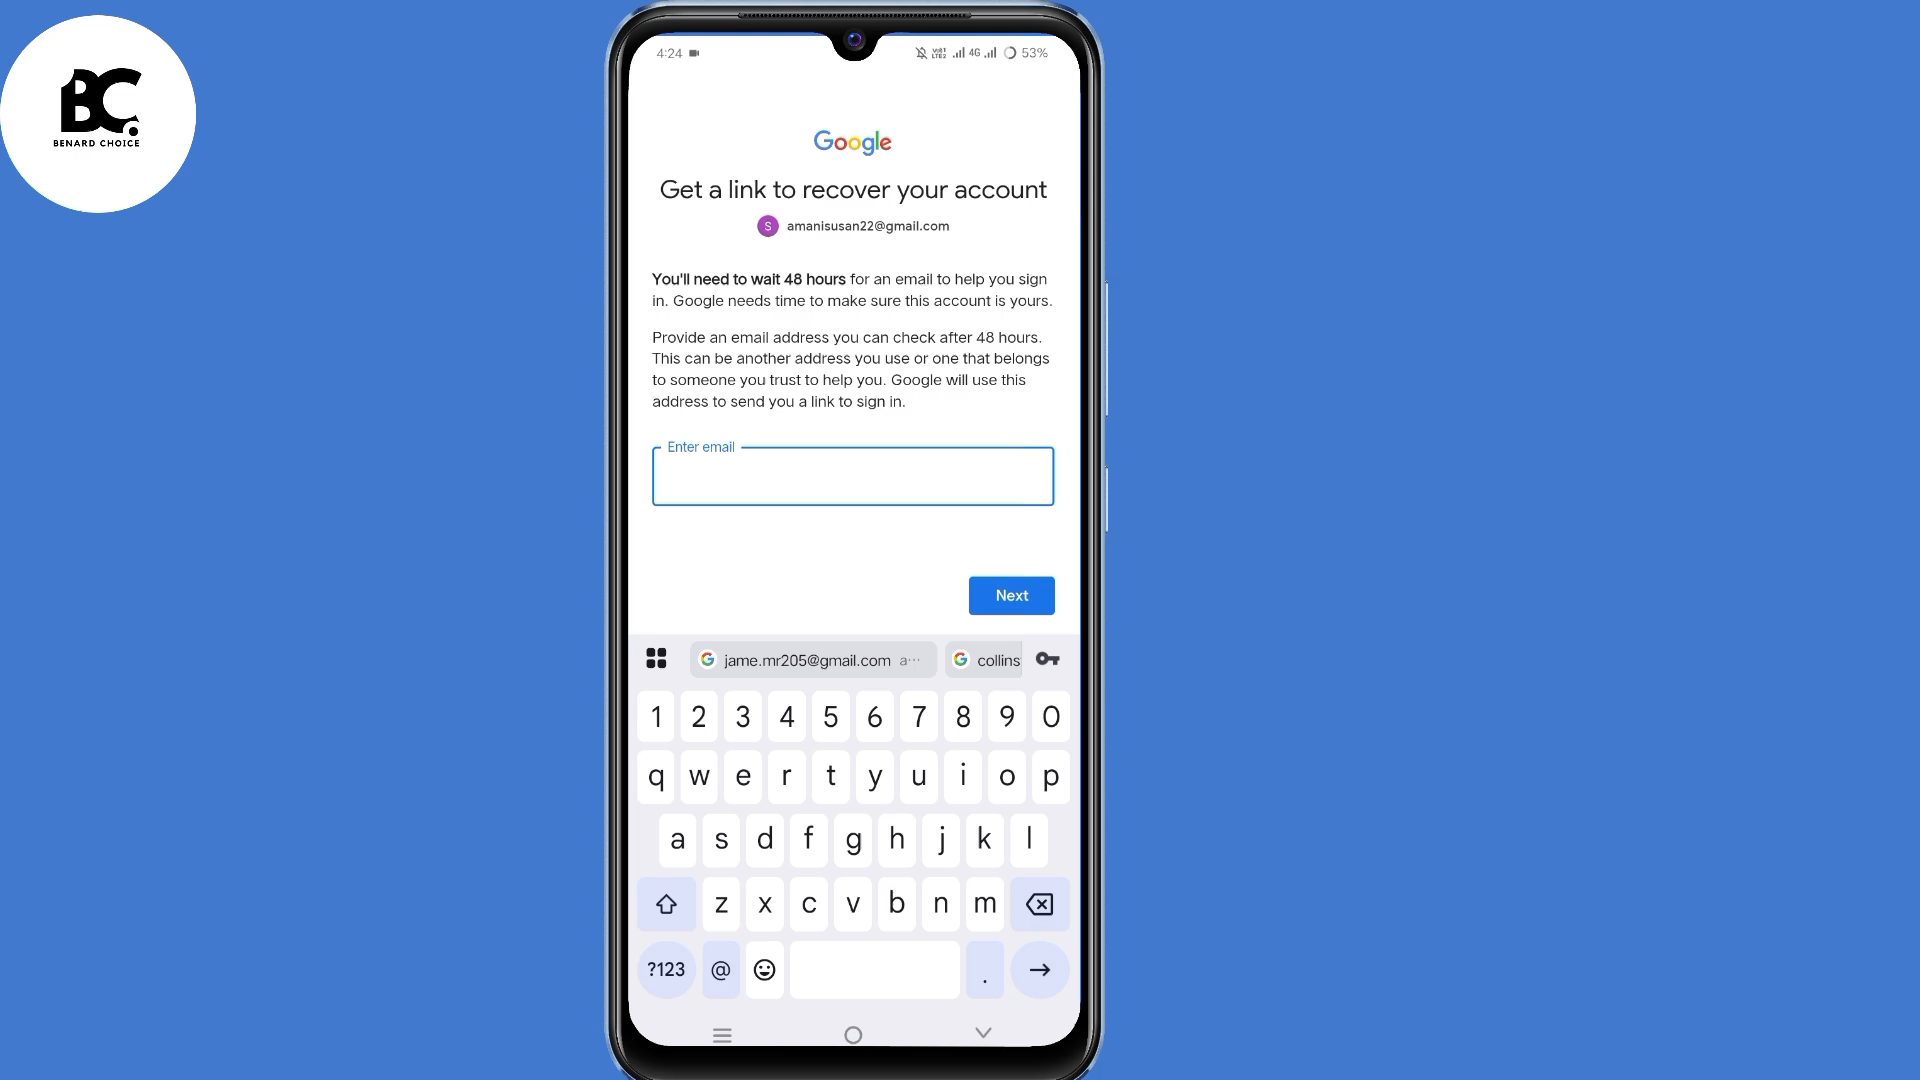 BC.
BENARD CHOICE
4:24
4G
53%
Google
Get a link to recover your account
S amanisusan22@gmail.com
You'll need to wait 48 hours for an email to help you sign
in. Google needs time to make sure this account is yours.
Provide an email address you can check after 48 hours.
This can be another address you use or one that belongs
to someone you trust to help you. Google will use this
address to send you a link to sign in.
Enter email
Next
jame.mr205@gmail.com a···
collins
1 2 3 4 5 6 7 8 9 0
q w e r t y u i o p
a s d f g h j k l
z x c v b n m
?123 @ .